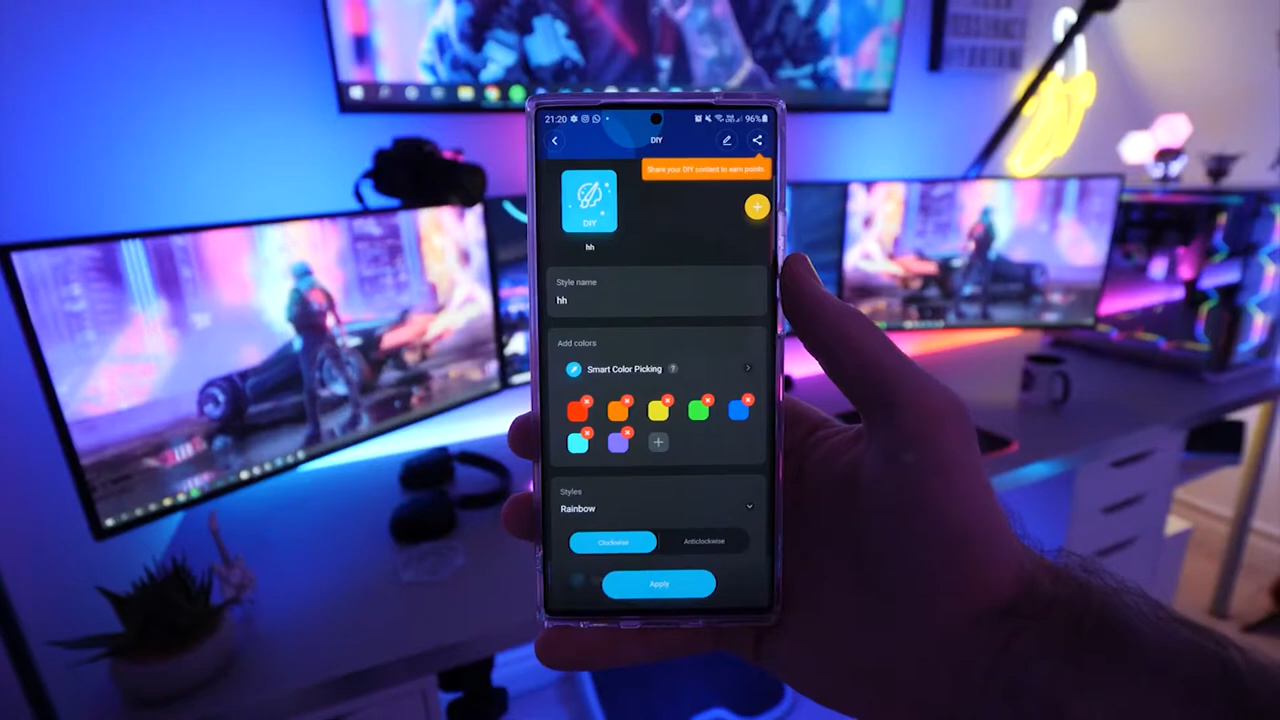 21:20
96%
DIY
Share your DIY content to earn points.
DIY
hh
Style name
hh
Add colors
Smart Color Picking ?
Styles
Rainbow
Clockwise Anticlockwise
Apply